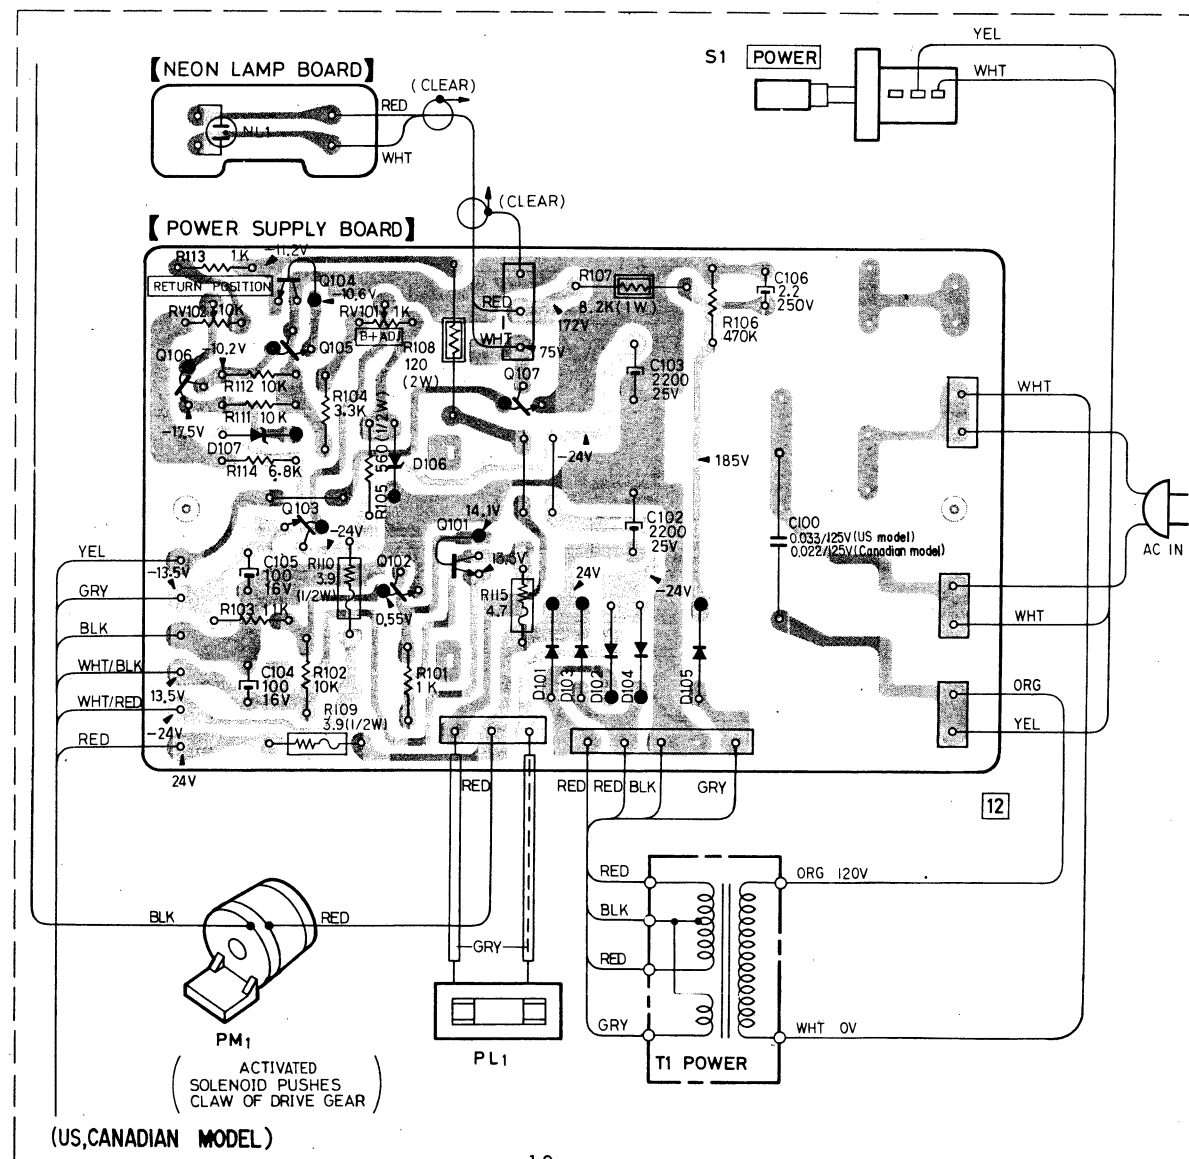 YEL
S1 POWER
WHT
【NEON LAMP BOARD】
(CLEAR)
RED
NL1
WHT
(CLEAR)
【POWER SUPPLY BOARD】
R113 1K -11.2V
RETURN POSITION
Q104
-10.6V
RV102 10K
RV101 1K
B+ADJ
R107
8.2K(1W)
C106
2.2
250V
R106
470K
RED
172V
WHT
75V
R108
120
(2W)
Q106
-10.2V
Q105
R112 10K
R111 10K
-17.5V
D107
R114 6.8K
R104
3.3K
R105 560(1/2W)
D106
Q107
C103
2200
25V
-24V
185V
WHT
Q103
-24V
Q101
14.1V
13.5V
C102
2200
25V
C100
0.033/125V(US model)
0.022/125V(Canadian model)
AC IN
YEL
-13.5V
GRY
BLK
WHT/BLK
13.5V
WHT/RED
-24V
RED
24V
C105
100
16V
R110
3.9
(1/2W)
Q102
0.55V
R103 11K
R115
4.7
24V
-24V
WHT
C104
100
16V
R102
10K
R101
1K
R109
3.9(1/2W)
D101
D103
D102
D104
D105
ORG
YEL
RED
RED RED BLK GRY
12
RED
ORG 120V
BLK
RED
BLK
GRY
RED
GRY
WHT 0V
T1 POWER
PM1
PL1
(ACTIVATED
SOLENOID PUSHES
CLAW OF DRIVE GEAR)
(US,CANADIAN MODEL)